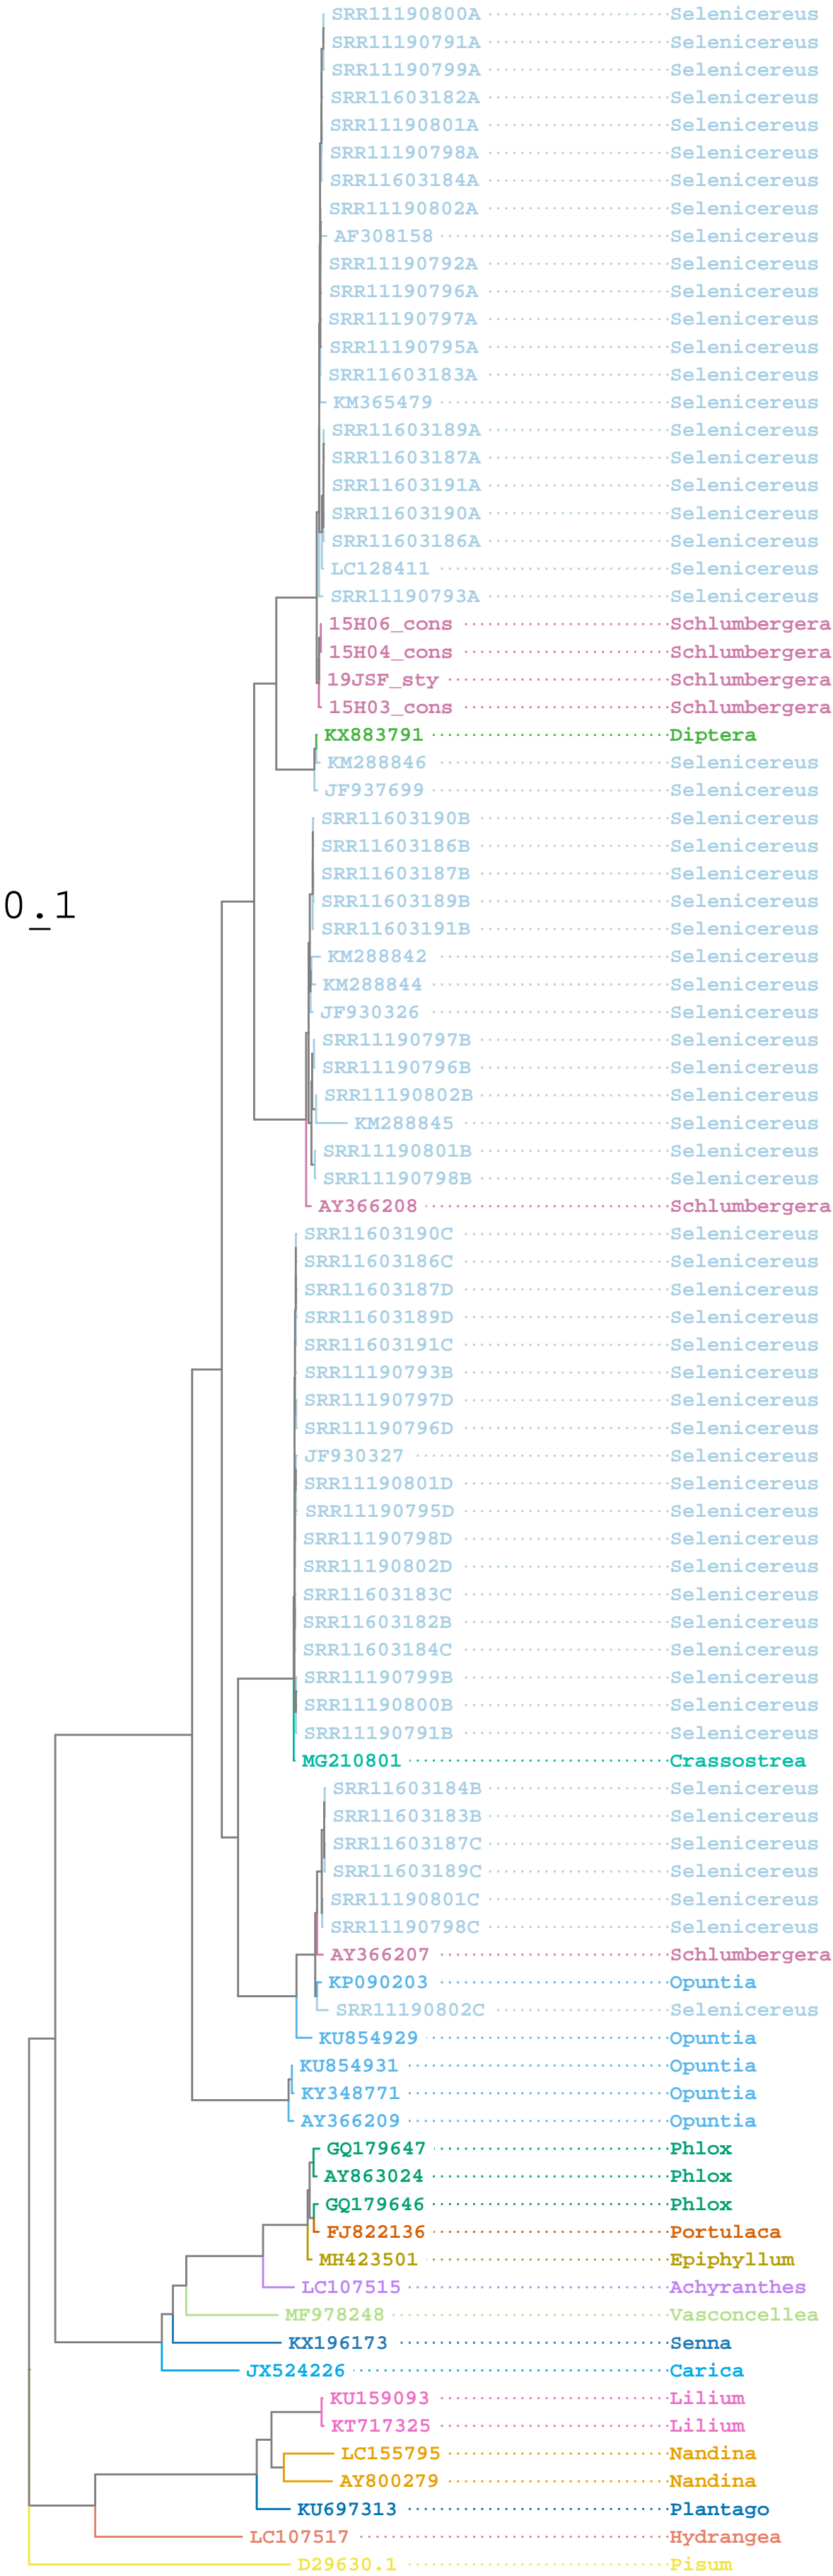 SRR11190800A Selenicereus
SRR11190791A Selenicereus
SRR11190799A Selenicereus
SRR11603182A Selenicereus
SRR11190801A Selenicereus
SRR11190798A Selenicereus
SRR11603184A Selenicereus
SRR11190802A Selenicereus
AF308158 Selenicereus
SRR11190792A Selenicereus
SRR11190796A Selenicereus
SRR11190797A Selenicereus
SRR11190795A Selenicereus
SRR11603183A Selenicereus
KM365479 Selenicereus
SRR11603189A Selenicereus
SRR11603187A Selenicereus
SRR11603191A Selenicereus
SRR11603190A Selenicereus
SRR11603186A Selenicereus
LC128411 Selenicereus
SRR11190793A Selenicereus
15H06_cons Schlumbergera
15H04_cons Schlumbergera
19JSF_sty Schlumbergera
15H03_cons Schlumbergera
KX883791 Diptera
KM288846 Selenicereus
JF937699 Selenicereus
SRR11603190B Selenicereus
SRR11603186B Selenicereus
SRR11603187B Selenicereus
SRR11603189B Selenicereus
0.1
SRR11603191B Selenicereus
KM288842 Selenicereus
KM288844 Selenicereus
JF930326 Selenicereus
SRR11190797B Selenicereus
SRR11190796B Selenicereus
SRR11190802B Selenicereus
KM288845 Selenicereus
SRR11190801B Selenicereus
SRR11190798B Selenicereus
AY366208 Schlumbergera
SRR11603190C Selenicereus
SRR11603186C Selenicereus
SRR11603187D Selenicereus
SRR11603189D Selenicereus
SRR11603191C Selenicereus
SRR11190793B Selenicereus
SRR11190797D Selenicereus
SRR11190796D Selenicereus
JF930327 Selenicereus
SRR11190801D Selenicereus
SRR11190795D Selenicereus
SRR11190798D Selenicereus
SRR11190802D Selenicereus
SRR11603183C Selenicereus
SRR11603182B Selenicereus
SRR11603184C Selenicereus
SRR11190799B Selenicereus
SRR11190800B Selenicereus
SRR11190791B Selenicereus
MG210801 Crassostrea
SRR11603184B Selenicereus
SRR11603183B Selenicereus
SRR11603187C Selenicereus
SRR11603189C Selenicereus
SRR11190801C Selenicereus
SRR11190798C Selenicereus
AY366207 Schlumbergera
KP090203 Opuntia
SRR11190802C Selenicereus
KU854929 Opuntia
KU854931 Opuntia
KY348771 Opuntia
AY366209 Opuntia
GQ179647 Phlox
AY863024 Phlox
GQ179646 Phlox
FJ822136 Portulaca
MH423501 Epiphyllum
LC107515 Achyranthes
MF978248 Vasconcellea
KX196173 Senna
JX524226 Carica
KU159093 Lilium
KT717325 Lilium
LC155795 Nandina
AY800279 Nandina
KU697313 Plantago
LC107517 Hydrangea
D29630.1 Pisum